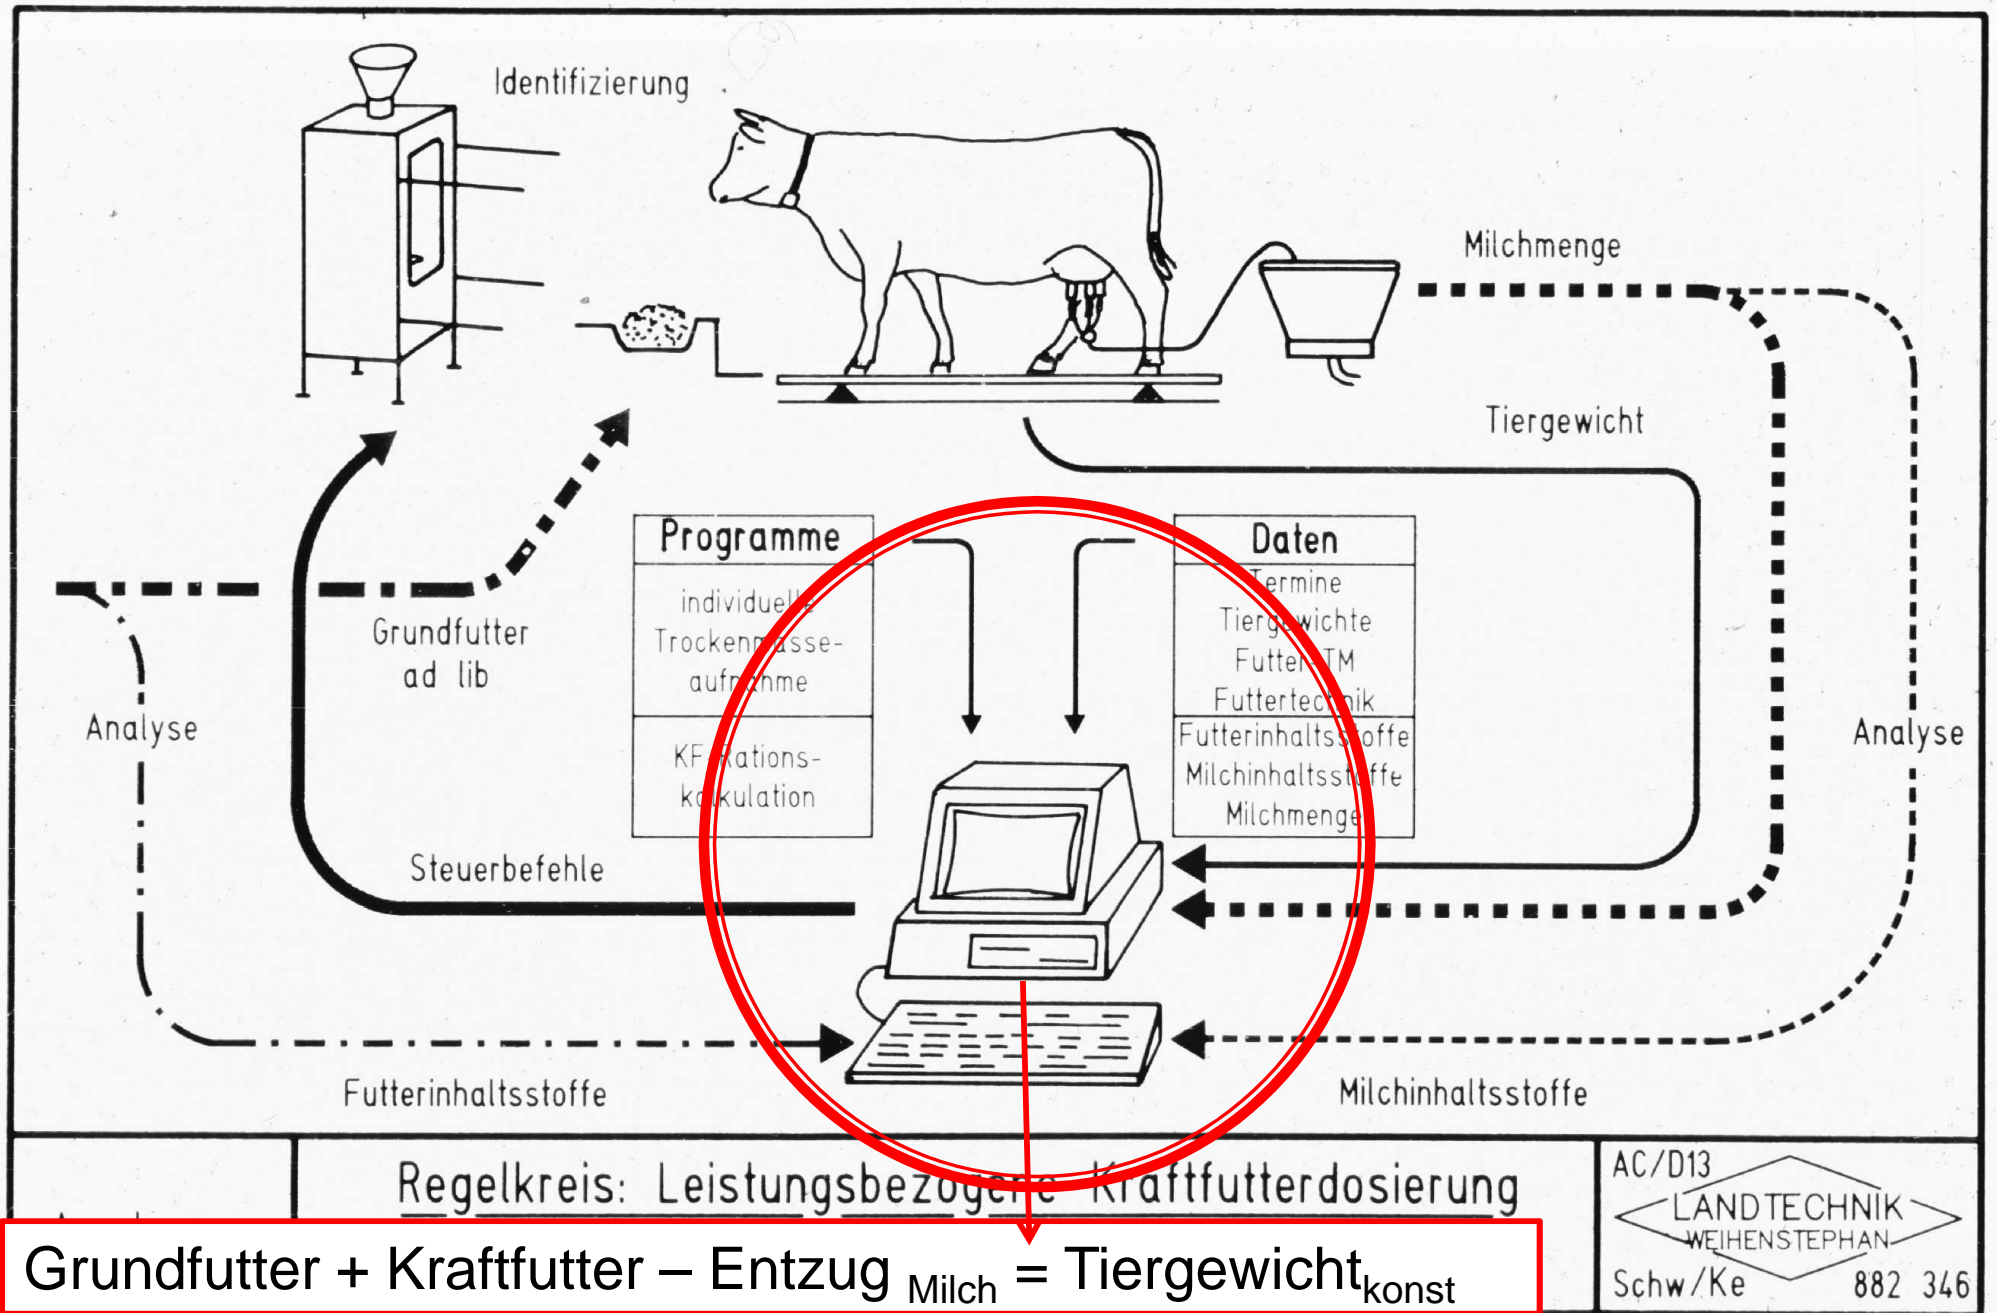 Identifizierung
Milchmenge
Tiergewicht
Programme
individuelle
Trockenmasse-
aufnahme
KF-Rations-
kalkulation
Daten
Termine
Tiergewichte
Futter-TM
Futtertechnik
Futterinhaltsstoffe
Milchinhaltsstoffe
Milchmenge
Grundfutter
ad lib
Analyse
Analyse
Steuerbefehle
Futterinhaltsstoffe
Milchinhaltsstoffe
Regelkreis: Leistungsbezogene Kraftfutterdosierung
AC/D13
LANDTECHNIK
WEIHENSTEPHAN
Schw/Ke 882 346
Grundfutter + Kraftfutter – Entzug Milch = Tiergewichtkonst